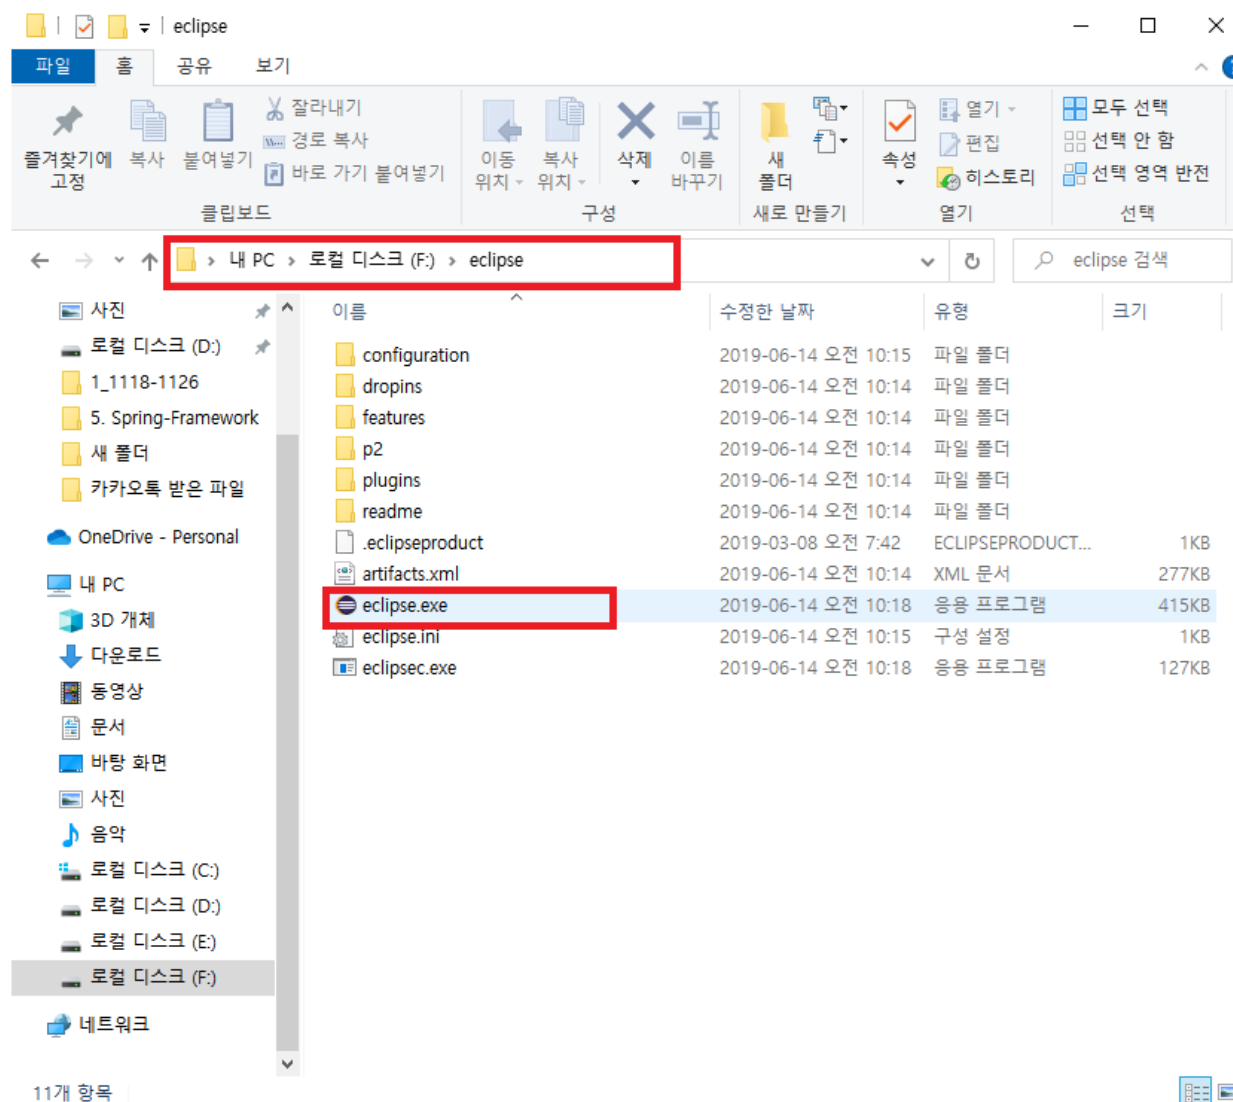 eclipse
파일 홈 공유 보기
즐겨찾기에 고정
복사
붙여넣기
잘라내기
경로 복사
바로 가기 붙여넣기
클립보드
이동 위치
복사 위치
삭제
이름 바꾸기
구성
새 폴더
새로 만들기
속성
열기
편집
히스토리
열기
모두 선택
선택 안 함
선택 영역 반전
선택
내 PC > 로컬 디스크 (F:) > eclipse
eclipse 검색
사진
로컬 디스크 (D:)
1_1118-1126
5. Spring-Framework
새 폴더
카카오톡 받은 파일
OneDrive - Personal
내 PC
3D 개체
다운로드
동영상
문서
바탕 화면
사진
음악
로컬 디스크 (C:)
로컬 디스크 (D:)
로컬 디스크 (E:)
로컬 디스크 (F:)
네트워크
이름 수정한 날짜 유형 크기
configuration 2019-06-14 오전 10:15 파일 폴더
dropins 2019-06-14 오전 10:14 파일 폴더
features 2019-06-14 오전 10:14 파일 폴더
p2 2019-06-14 오전 10:14 파일 폴더
plugins 2019-06-14 오전 10:14 파일 폴더
readme 2019-06-14 오전 10:14 파일 폴더
.eclipseproduct 2019-03-08 오전 7:42 ECLIPSEPRODUCT... 1KB
artifacts.xml 2019-06-14 오전 10:14 XML 문서 277KB
eclipse.exe 2019-06-14 오전 10:18 응용 프로그램 415KB
eclipse.ini 2019-06-14 오전 10:15 구성 설정 1KB
eclipsec.exe 2019-06-14 오전 10:18 응용 프로그램 127KB
11개 항목